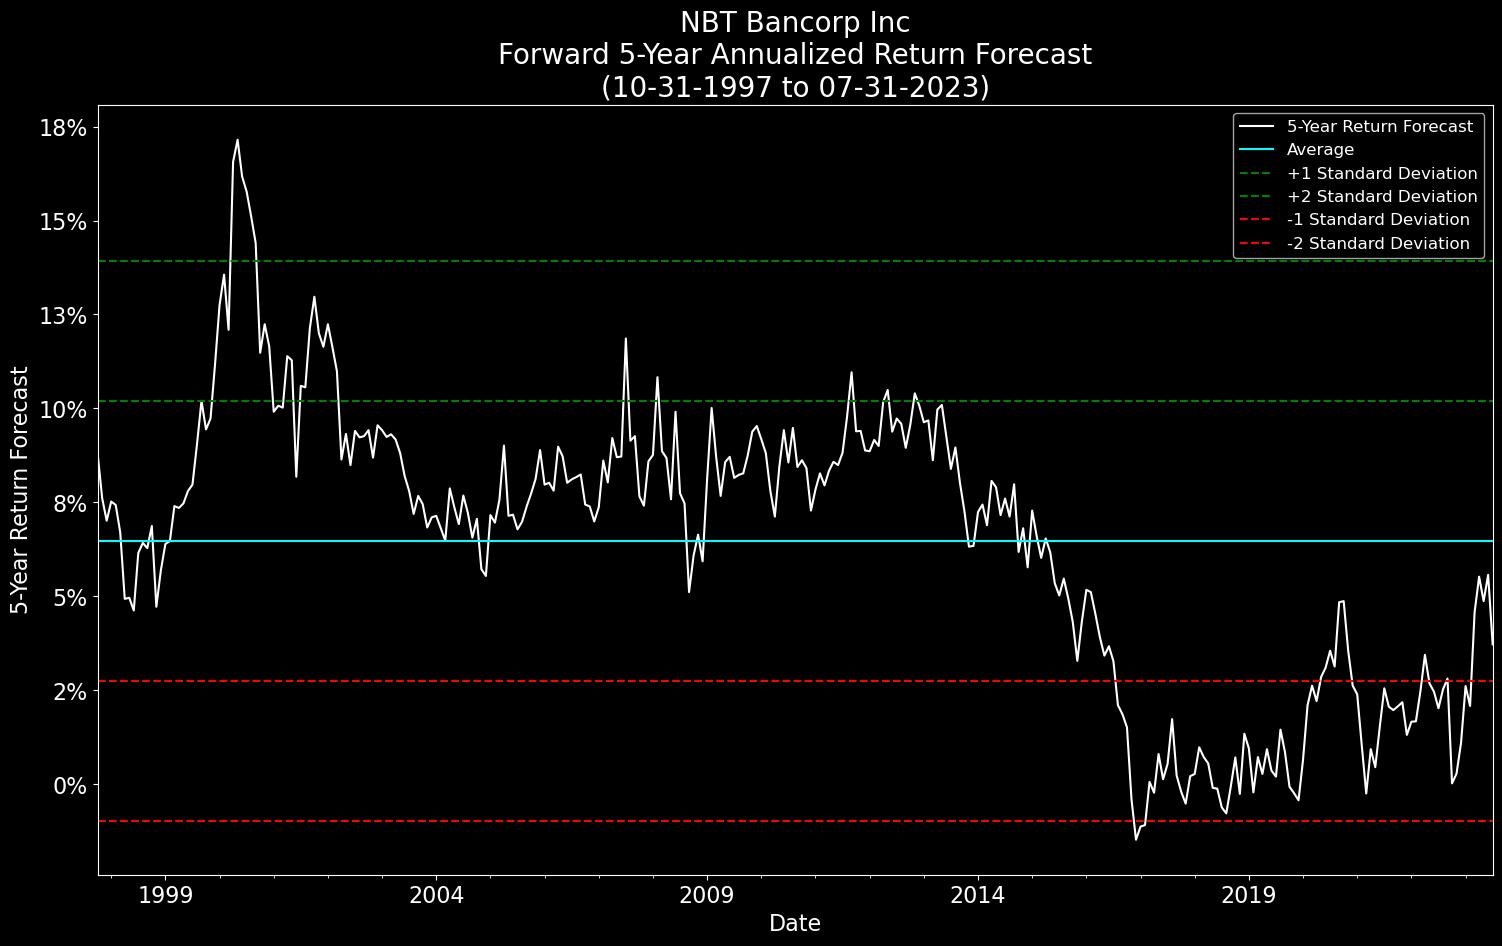 NBT Bancorp Inc
Forward 5-Year Annualized Return Forecast
(10-31-1997 to 07-31-2023)
5-Year Return Forecast
Average
+1 Standard Deviation
+2 Standard Deviation
-1 Standard Deviation
-2 Standard Deviation
18%
15%
13%
10%
8%
5%
2%
0%
5-Year Return Forecast
1999
2004
2009
2014
2019
Date